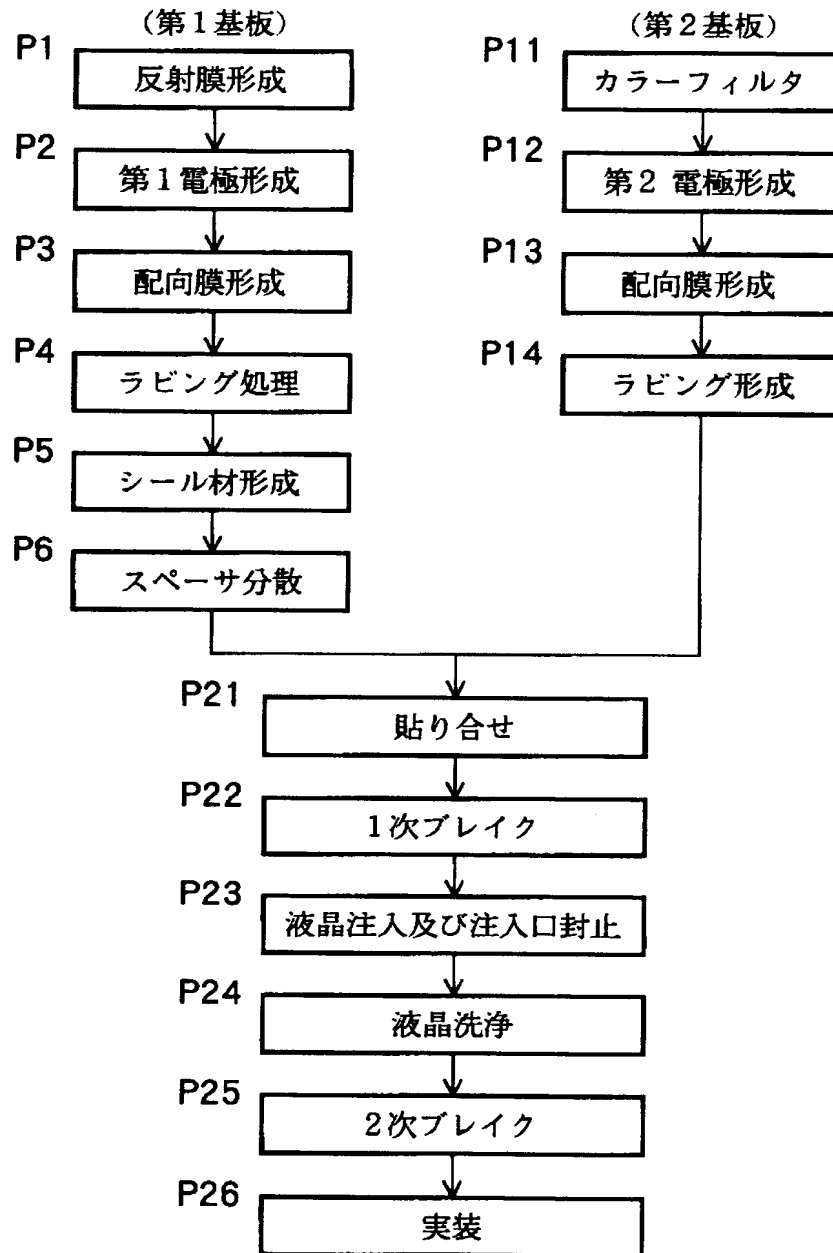 (第1基板)
P1
反射膜形成
P2
第1電極形成
P3
配向膜形成
P4
ラビング処理
P5
シール材形成
P6
スペーサ分散
(第2基板)
P11
カラーフィルタ
P12
第2 電極形成
P13
配向膜形成
P14
ラビング形成
P21
貼り合せ
P22
1次ブレイク
P23
液晶注入及び注入口封止
P24
液晶洗浄
P25
2次ブレイク
P26
実装